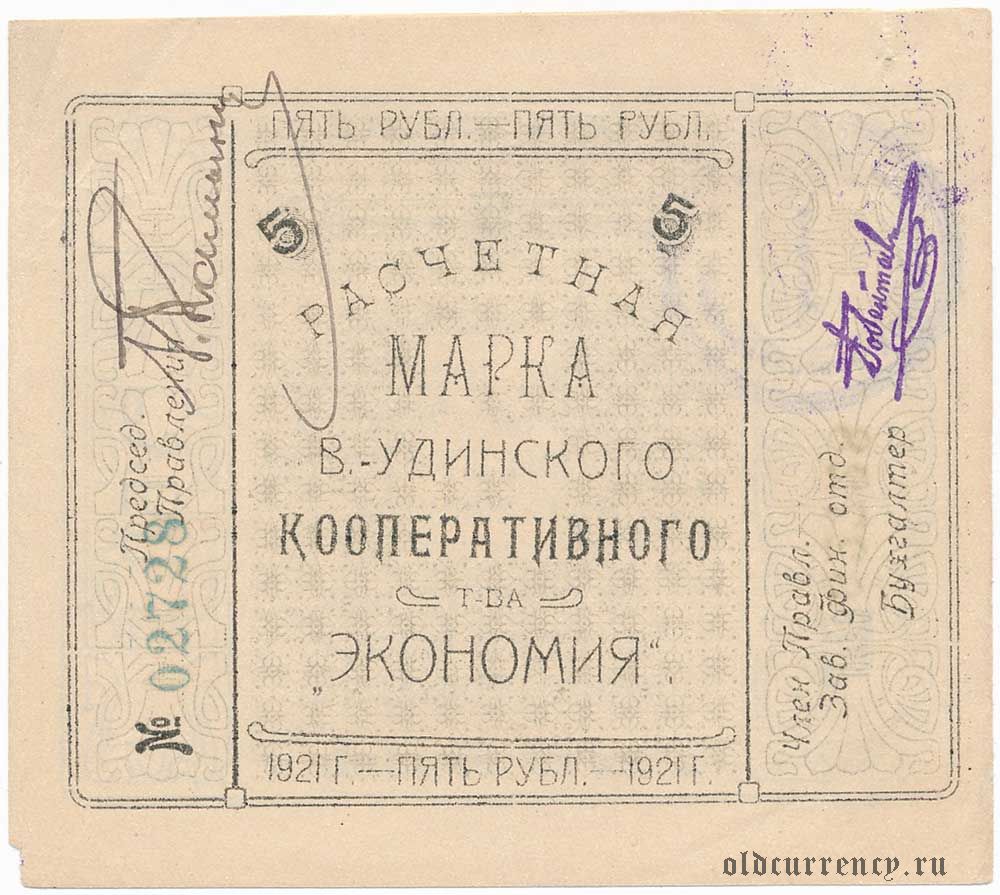 ПЯТЬ РУБЛ.—ПЯТЬ РУБЛ.
5 5
РАСЧЕТНАЯ
МАРКА
В.-УДИНСКОГО
КООПЕРАТИВНОГО
Т-ВА
„ЭКОНОМИЯ“.
1921 Г.—ПЯТЬ РУБЛ.—1921 Г.
Председ.
Правления
№ 02728
Член Правл.
Зав. фин. отд.
Бухгалтер
oldcurrency.ru